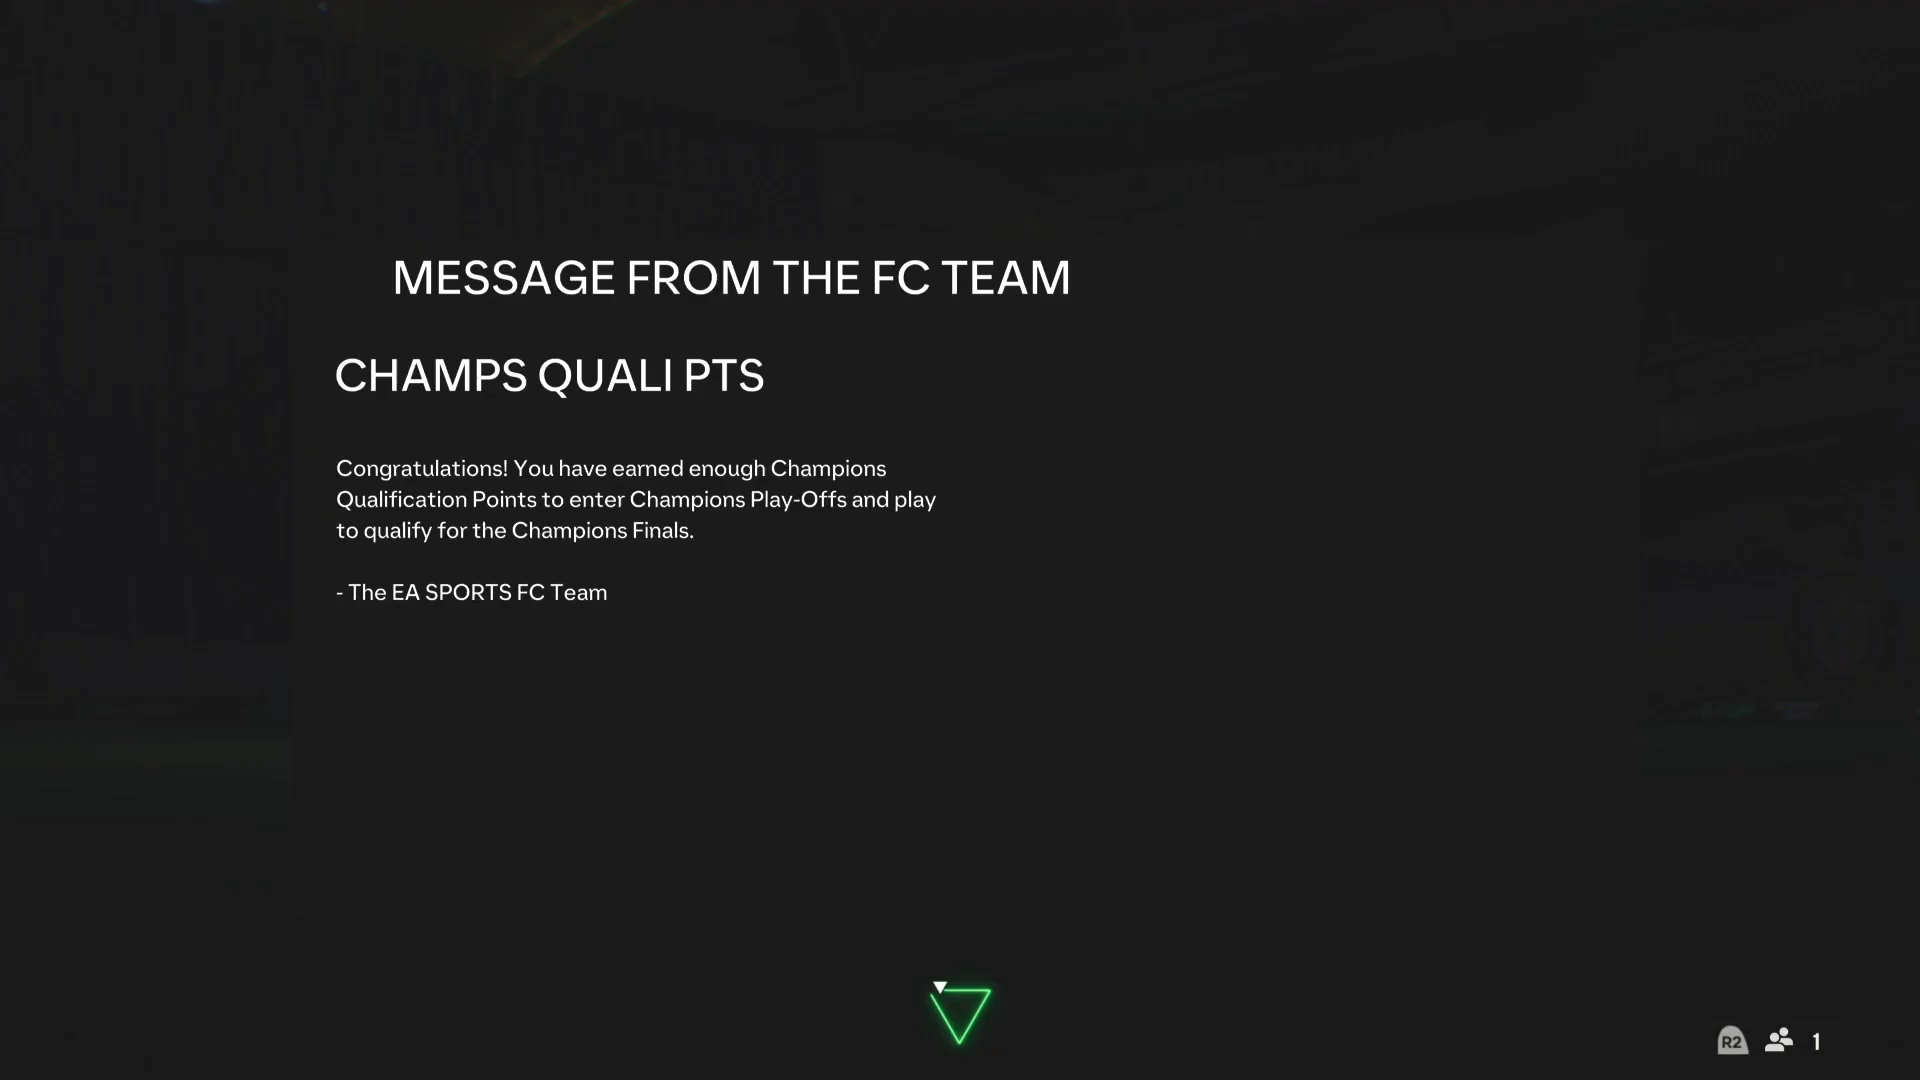 MESSAGE FROM THE FC TEAM
CHAMPS QUALI PTS
Congratulations! You have earned enough Champions
Qualification Points to enter Champions Play-Offs and play
to qualify for the Champions Finals.
- The EA SPORTS FC Team
R2 1